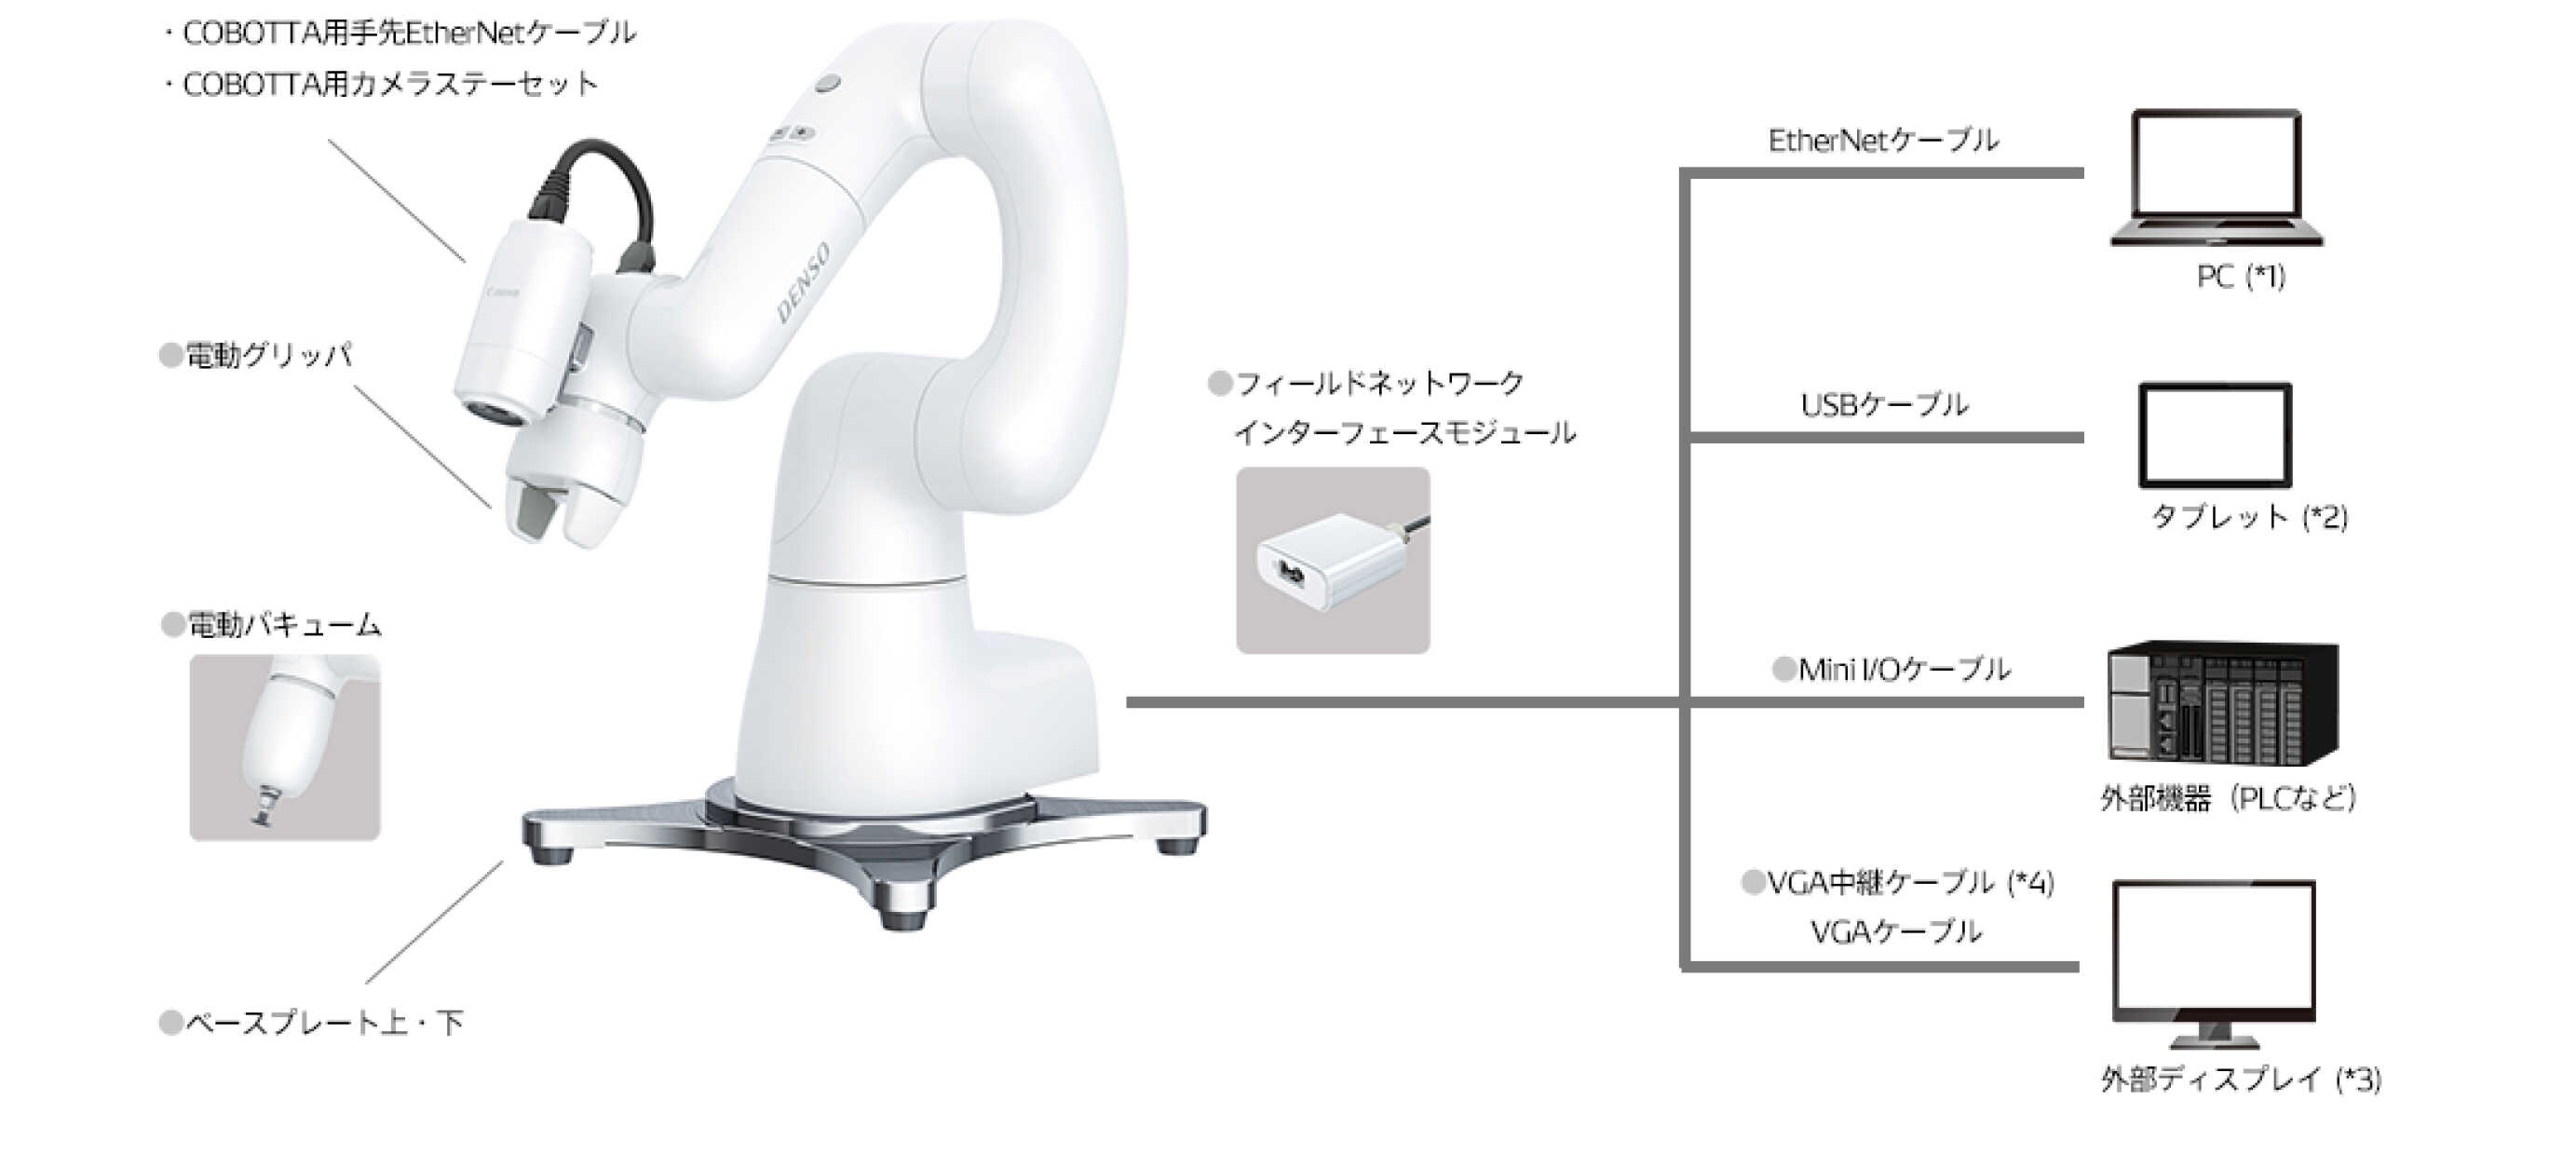 ・COBOTTA用手先EtherNetケーブル
・COBOTTA用カメラステーセット
●電動グリッパ
●電動バキューム
●ベースプレート上・下
Canon
DENSO
●フィールドネットワーク
インターフェースモジュール
EtherNetケーブル
PC (*1)
USBケーブル
タブレット (*2)
●Mini I/Oケーブル
外部機器（PLCなど）
●VGA中継ケーブル (*4)
VGAケーブル
外部ディスプレイ (*3)